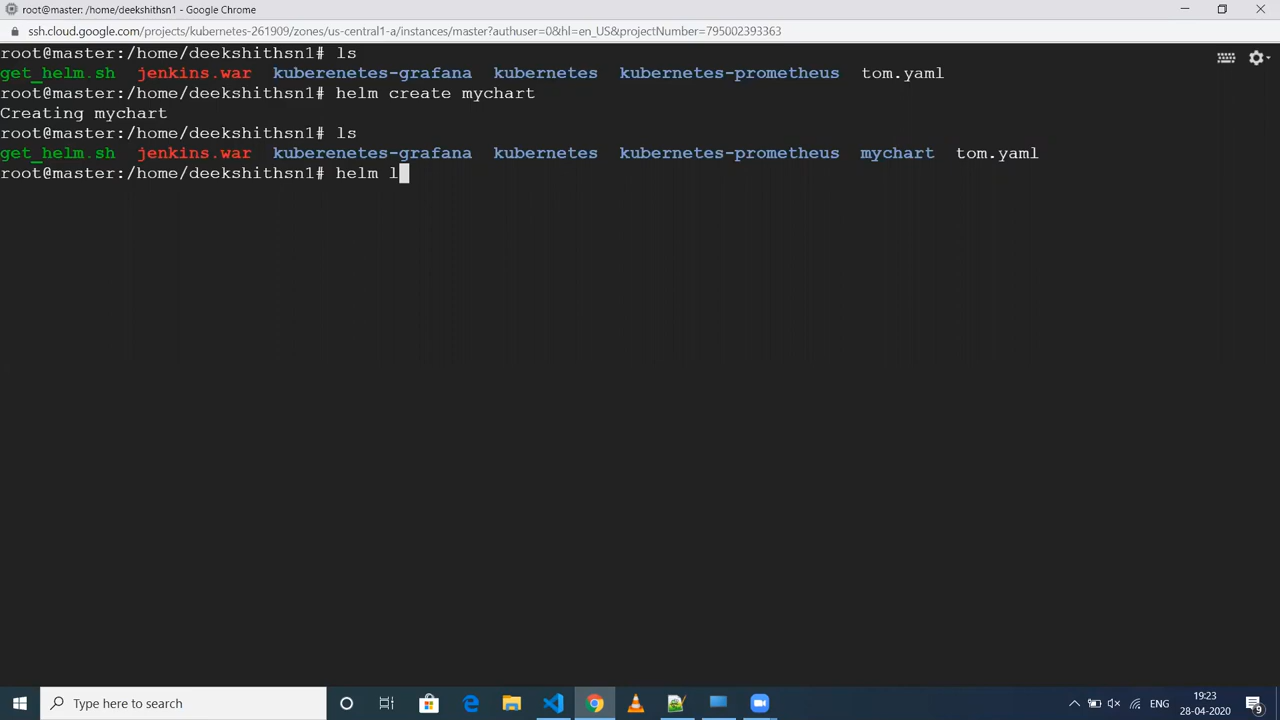 root@master: /home/deekshithsn1 - Google Chrome
ssh.cloud.google.com/projects/kubernetes-261909/zones/us-central1-a/instances/master?authuser=0&hl=en_US&projectNumber=795002393363
root@master:/home/deekshithsn1# ls
get_helm.sh jenkins.war kuberenetes-grafana kubernetes kubernetes-prometheus tom.yaml
root@master:/home/deekshithsn1# helm create mychart
Creating mychart
root@master:/home/deekshithsn1# ls
get_helm.sh jenkins.war kuberenetes-grafana kubernetes kubernetes-prometheus mychart tom.yaml
root@master:/home/deekshithsn1# helm l
Type here to search
ENG
19:23
28-04-2020
9